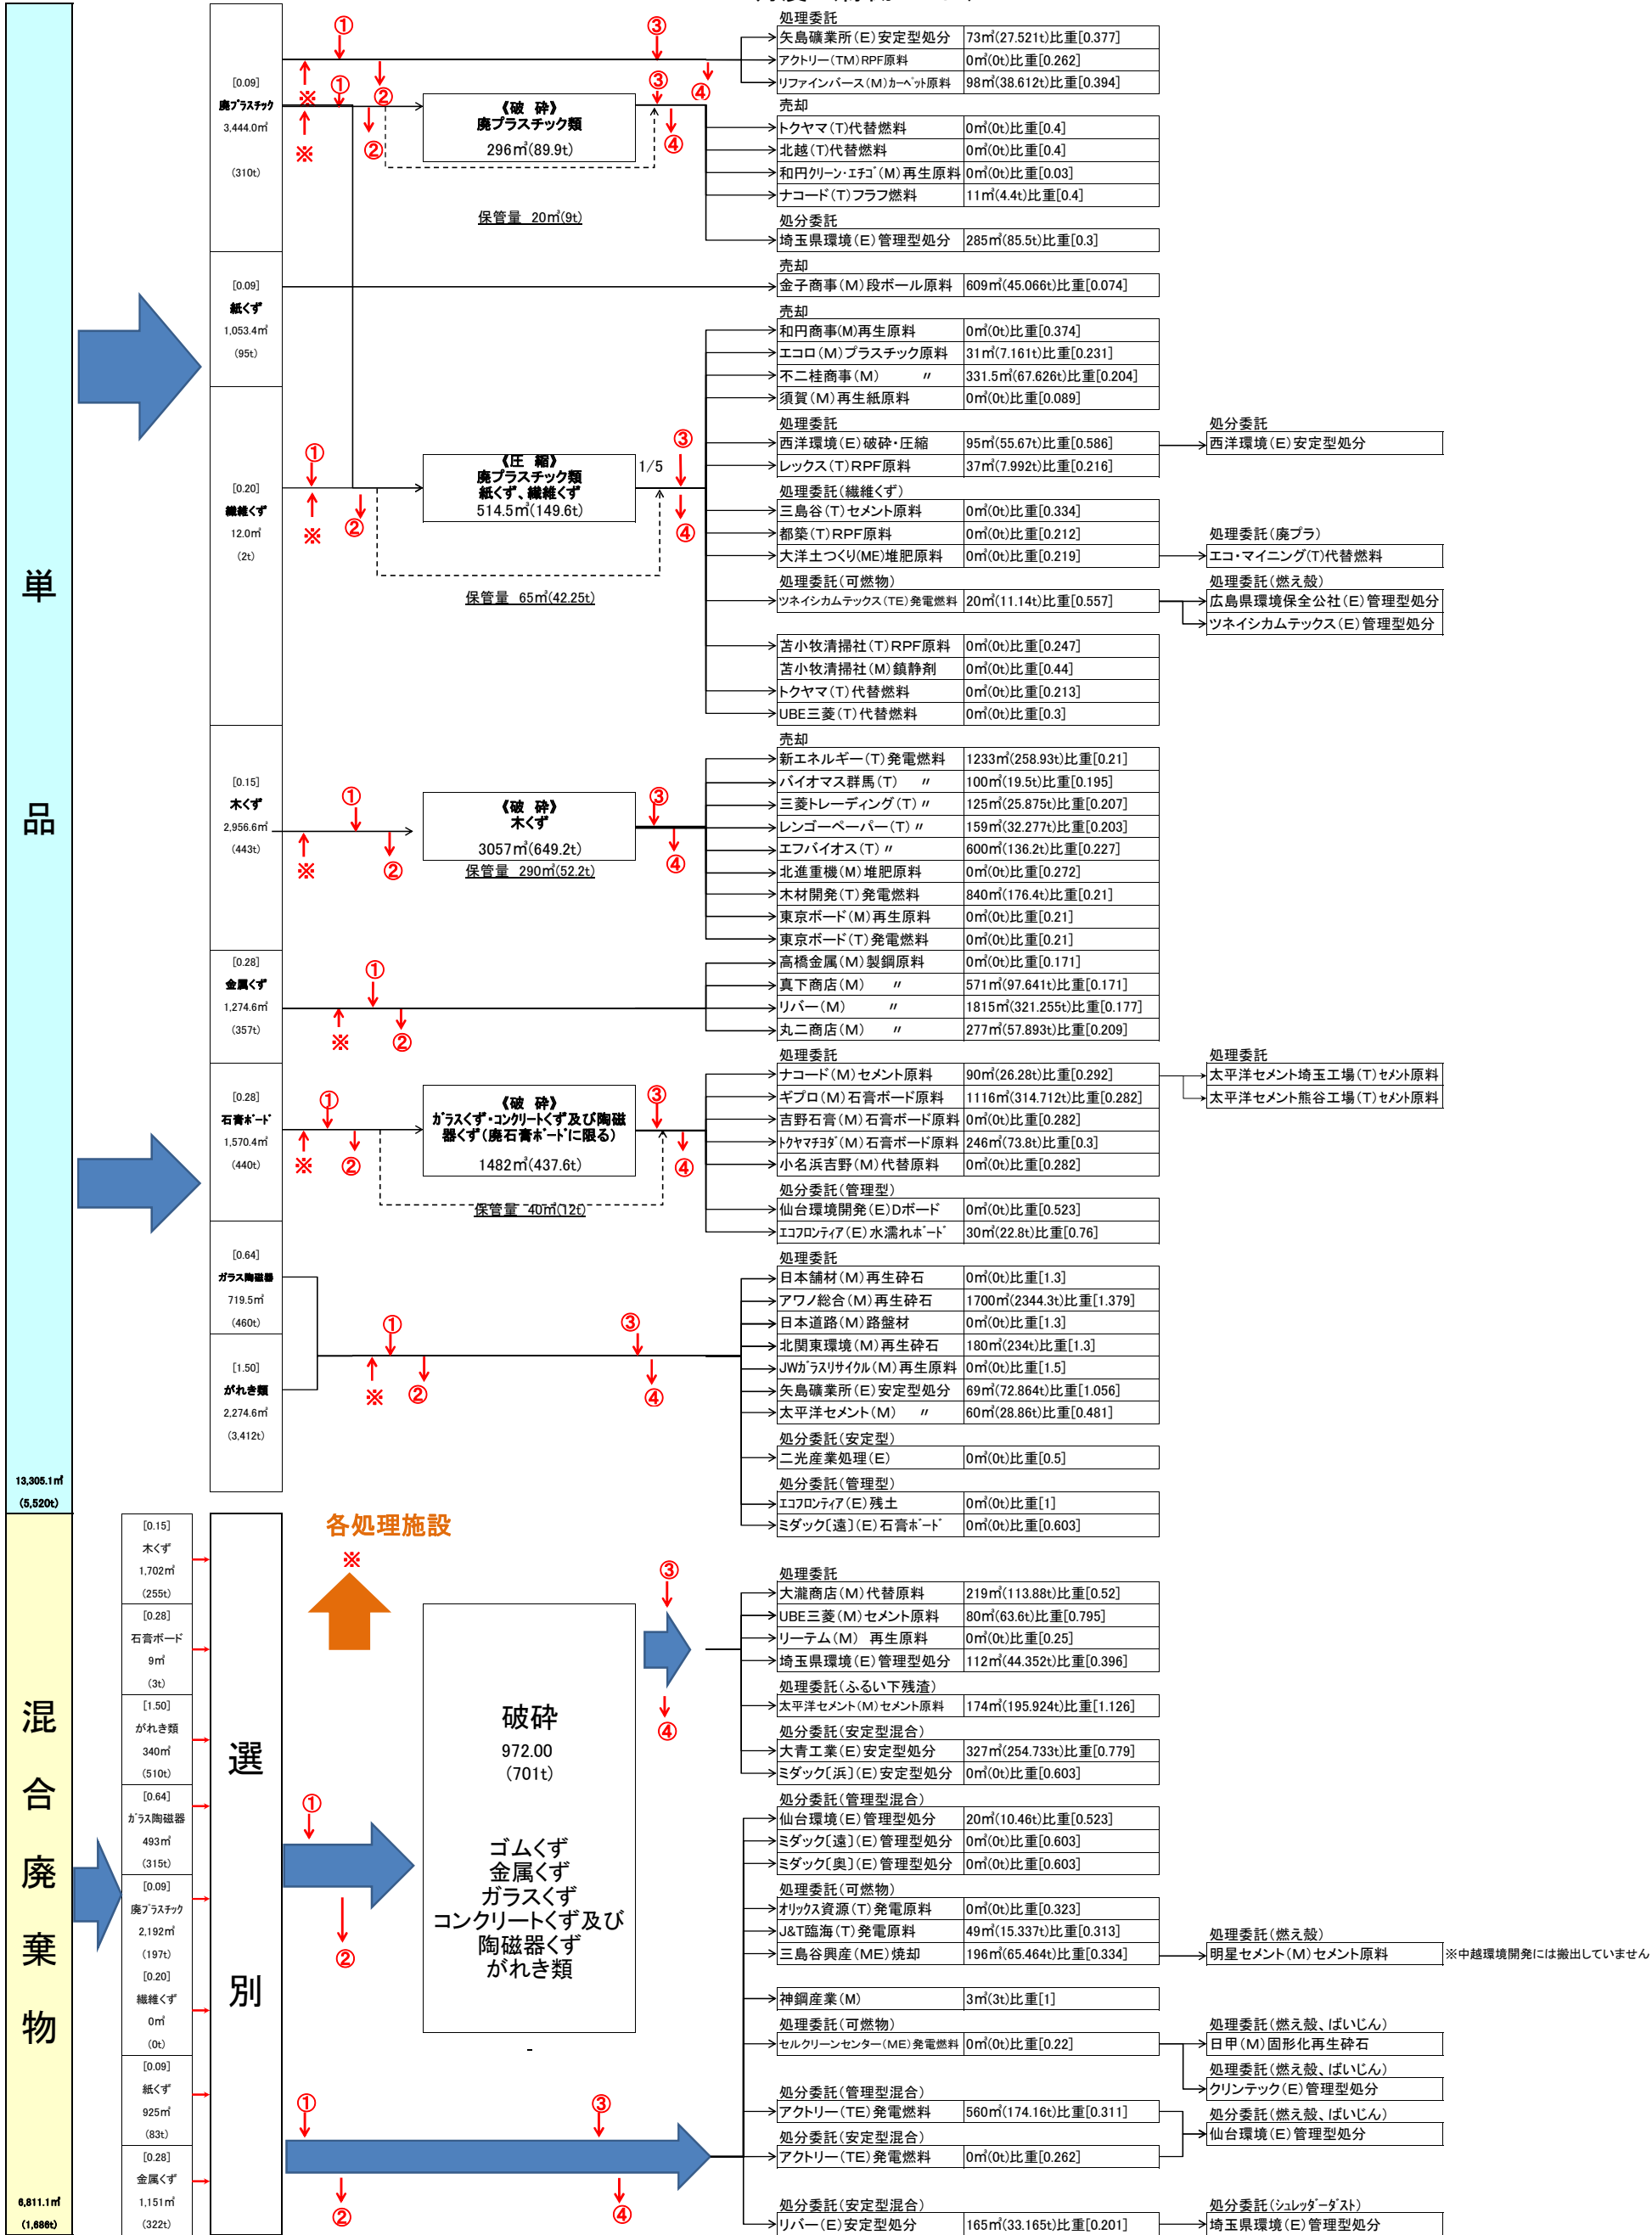 単
品
13,305.1㎥
(5,520t)
混
合
廃
棄
物
6,811.1㎥
(1,686t)
[0.09]
廃プラスチック
3,444.0㎥
(310t)
[0.09]
紙くず
1,053.4㎥
(95t)
[0.20]
繊維くず
12.0㎥
(2t)
[0.15]
木くず
2,956.6㎥
(443t)
[0.28]
金属くず
1,274.6㎥
(357t)
[0.28]
石膏ボード
1,570.4㎥
(440t)
[0.64]
ガラス陶磁器
719.5㎥
(460t)
[1.50]
がれき類
2,274.6㎥
(3,412t)
① ③
※ ① ② ③ ④
※ ② ④
《破 砕》
廃プラスチック類
296㎥(89.9t)
保管量 20㎥(9t)
処理委託
矢島礦業所(E)安定型処分 73㎥(27.521t)比重[0.377]
アクトリー(TM)RPF原料 0㎥(0t)比重[0.262]
リファインバース(M)カーペット原料 98㎥(38.612t)比重[0.394]
売却
トクヤマ(T)代替燃料 0㎥(0t)比重[0.4]
北越(T)代替燃料 0㎥(0t)比重[0.4]
和円クリーン・エチゴ(M)再生原料 0㎥(0t)比重[0.03]
ナコード(T)フラフ燃料 11㎥(4.4t)比重[0.4]
処分委託
埼玉県環境(E)管理型処分 285㎥(85.5t)比重[0.3]
売却
金子商事(M)段ボール原料 609㎥(45.066t)比重[0.074]
① ③
※ ② ④
《圧 縮》
廃プラスチック類
紙くず、繊維くず
514.5㎥(149.6t)
1/5
保管量 65㎥(42.25t)
売却
和円商事(M)再生原料 0㎥(0t)比重[0.374]
エコロ(M)プラスチック原料 31㎥(7.161t)比重[0.231]
不二桂商事(M) 〃 331.5㎥(67.626t)比重[0.204]
須賀(M)再生紙原料 0㎥(0t)比重[0.089]
処理委託
西洋環境(E)破砕・圧縮 95㎥(55.67t)比重[0.586]
処分委託
西洋環境(E)安定型処分
レックス(T)RPF原料 37㎥(7.992t)比重[0.216]
処理委託(繊維くず)
三島谷(T)セメント原料 0㎥(0t)比重[0.334]
都築(T)RPF原料 0㎥(0t)比重[0.212]
大洋土つくり(ME)堆肥原料 0㎥(0t)比重[0.219]
処理委託(廃プラ)
エコ・マイニング(T)代替燃料
処理委託(可燃物)
ツネイシカムテックス(TE)発電燃料 20㎥(11.14t)比重[0.557]
処理委託(燃え殻)
広島県環境保全公社(E)管理型処分
ツネイシカムテックス(E)管理型処分
苫小牧清掃社(T)RPF原料 0㎥(0t)比重[0.247]
苫小牧清掃社(M)鎮静剤 0㎥(0t)比重[0.44]
トクヤマ(T)代替燃料 0㎥(0t)比重[0.213]
UBE三菱(T)代替燃料 0㎥(0t)比重[0.3]
① ③
※ ② ④
《破 砕》
木くず
3057㎥(649.2t)
保管量 290㎥(52.2t)
売却
新エネルギー(T)発電燃料 1233㎥(258.93t)比重[0.21]
バイオマス群馬(T) 〃 100㎥(19.5t)比重[0.195]
三菱トレーディング(T)〃 125㎥(25.875t)比重[0.207]
レンゴーペーパー(T)〃 159㎥(32.277t)比重[0.203]
エフバイオス(T)〃 600㎥(136.2t)比重[0.227]
北進重機(M)堆肥原料 0㎥(0t)比重[0.272]
木材開発(T)発電燃料 840㎥(176.4t)比重[0.21]
東京ボード(M)再生原料 0㎥(0t)比重[0.21]
東京ボード(T)発電燃料 0㎥(0t)比重[0.21]
① ※ ②
高橋金属(M)製鋼原料 0㎥(0t)比重[0.171]
真下商店(M) 〃 571㎥(97.641t)比重[0.171]
リバー(M) 〃 1815㎥(321.255t)比重[0.177]
丸二商店(M) 〃 277㎥(57.893t)比重[0.209]
① ③
※ ② ④
《破 砕》
ガラスくず・コンクリートくず及び陶磁
器くず(廃石膏ボードに限る)
1482㎥(437.6t)
保管量 40㎥(12t)
処理委託
ナコード(M)セメント原料 90㎥(26.28t)比重[0.292]
処理委託
太平洋セメント埼玉工場(T)セメント原料
太平洋セメント熊谷工場(T)セメント原料
ギプロ(M)石膏ボード原料 1116㎥(314.712t)比重[0.282]
吉野石膏(M)石膏ボード原料 0㎥(0t)比重[0.282]
トクヤマチヨダ(M)石膏ボード原料 246㎥(73.8t)比重[0.3]
小名浜吉野(M)代替原料 0㎥(0t)比重[0.282]
処分委託(管理型)
仙台環境開発(E)Dボード 0㎥(0t)比重[0.523]
エコフロンティア(E)水濡れボード 30㎥(22.8t)比重[0.76]
① ③
※ ② ④
処理委託
日本舗材(M)再生砕石 0㎥(0t)比重[1.3]
アワノ総合(M)再生砕石 1700㎥(2344.3t)比重[1.379]
日本道路(M)路盤材 0㎥(0t)比重[1.3]
北関東環境(M)再生砕石 180㎥(234t)比重[1.3]
JWガラスリサイクル(M)再生原料 0㎥(0t)比重[1.5]
矢島礦業所(E)安定型処分 69㎥(72.864t)比重[1.056]
太平洋セメント(M) 〃 60㎥(28.86t)比重[0.481]
処分委託(安定型)
二光産業処理(E) 0㎥(0t)比重[0.5]
処分委託(管理型)
エコフロンティア(E)残土 0㎥(0t)比重[1]
ミダック〔遠〕(E)石膏ボード 0㎥(0t)比重[0.603]
[0.15]
木くず
1,702㎥
(255t)
[0.28]
石膏ボード
9㎥
(3t)
[1.50]
がれき類
340㎥
(510t)
[0.64]
ガラス陶磁器
493㎥
(315t)
[0.09]
廃プラスチック
2,192㎥
(197t)
[0.20]
繊維くず
0㎥
(0t)
[0.09]
紙くず
925㎥
(83t)
[0.28]
金属くず
1,151㎥
(322t)
選
別
各処理施設
※
① ②
破砕
972.00
(701t)
ゴムくず
金属くず
ガラスくず
コンクリートくず及び
陶磁器くず
がれき類
-
③ ④
① ③
② ④
処理委託
大瀧商店(M)代替原料 219㎥(113.88t)比重[0.52]
UBE三菱(M)セメント原料 80㎥(63.6t)比重[0.795]
リーテム(M) 再生原料 0㎥(0t)比重[0.25]
埼玉県環境(E)管理型処分 112㎥(44.352t)比重[0.396]
処理委託(ふるい下残渣)
太平洋セメント(M)セメント原料 174㎥(195.924t)比重[1.126]
処分委託(安定型混合)
大青工業(E)安定型処分 327㎥(254.733t)比重[0.779]
ミダック〔浜〕(E)安定型処分 0㎥(0t)比重[0.603]
処分委託(管理型混合)
仙台環境(E)管理型処分 20㎥(10.46t)比重[0.523]
ミダック〔遠〕(E)管理型処分 0㎥(0t)比重[0.603]
ミダック〔奥〕(E)管理型処分 0㎥(0t)比重[0.603]
処理委託(可燃物)
オリックス資源(T)発電原料 0㎥(0t)比重[0.323]
J&T臨海(T)発電原料 49㎥(15.337t)比重[0.313]
三島谷興産(ME)焼却 196㎥(65.464t)比重[0.334]
処理委託(燃え殻)
明星セメント(M)セメント原料
※中越環境開発には搬出していません
神鋼産業(M) 3㎥(3t)比重[1]
処理委託(可燃物)
セルクリーンセンター(ME)発電燃料 0㎥(0t)比重[0.22]
処理委託(燃え殻、ばいじん)
日甲(M)固形化再生砕石
処理委託(燃え殻、ばいじん)
クリンテック(E)管理型処分
処分委託(管理型混合)
アクトリー(TE)発電燃料 560㎥(174.16t)比重[0.311]
処分委託(燃え殻、ばいじん)
仙台環境(E)管理型処分
処分委託(安定型混合)
アクトリー(TE)発電燃料 0㎥(0t)比重[0.262]
処分委託(安定型混合)
リバー(E)安定型処分 165㎥(33.165t)比重[0.201]
処分委託(シュレッダーダスト)
埼玉県環境(E)管理型処分